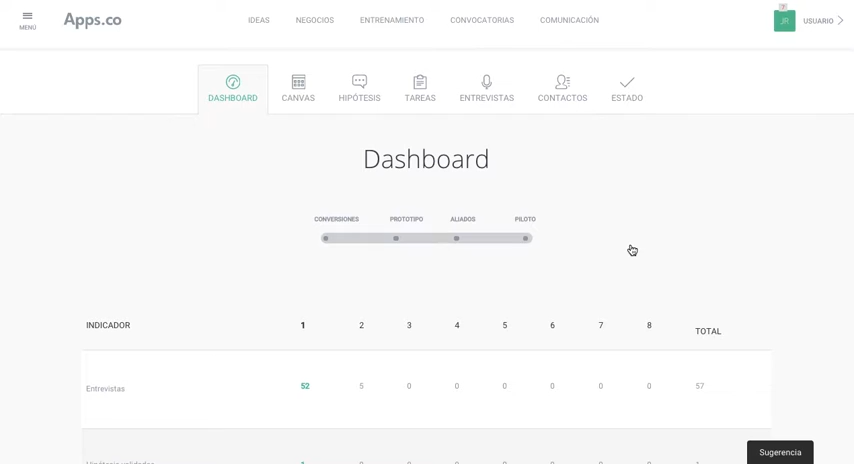 MENÚ
Apps.co
IDEAS NEGOCIOS ENTRENAMIENTO CONVOCATORIAS COMUNICACIÓN
JR
USUARIO
DASHBOARD CANVAS HIPÓTESIS TAREAS ENTREVISTAS CONTACTOS ESTADO
Dashboard
CONVERSIONES PROTOTIPO ALIADOS PILOTO
INDICADOR 1 2 3 4 5 6 7 8 TOTAL
Entrevistas 52 5 0 0 0 0 0 0 57
Hipótesis validadas
Sugerencia